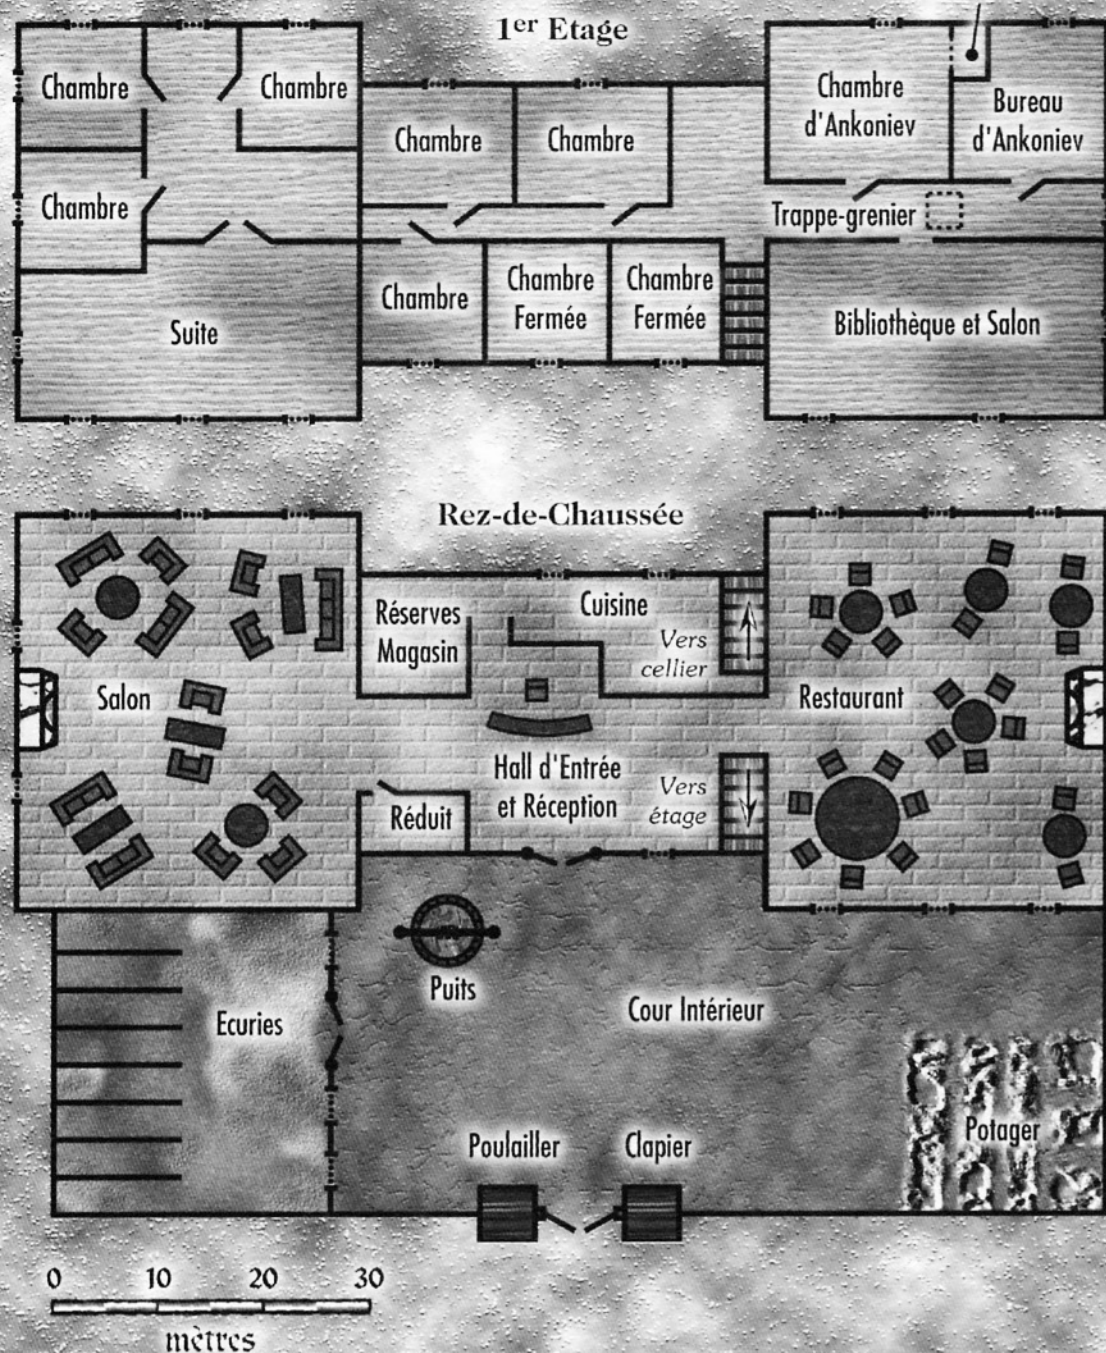 1er Etage
Chambre
Chambre
Chambre
Chambre
Chambre
d'Ankoniev
Bureau
d'Ankoniev
Chambre
Trappe-grenier
Chambre
Chambre
Fermée
Chambre
Fermée
Suite
Bibliothèque et Salon
Rez-de-Chaussée
Réserves
Magasin
Cuisine
Vers
cellier
Salon
Restaurant
Hall d'Entrée
et Réception
Vers
étage
Réduit
Puits
Ecuries
Cour Intérieur
Potager
Poulailler
Clapier
0 10 20 30
mètres